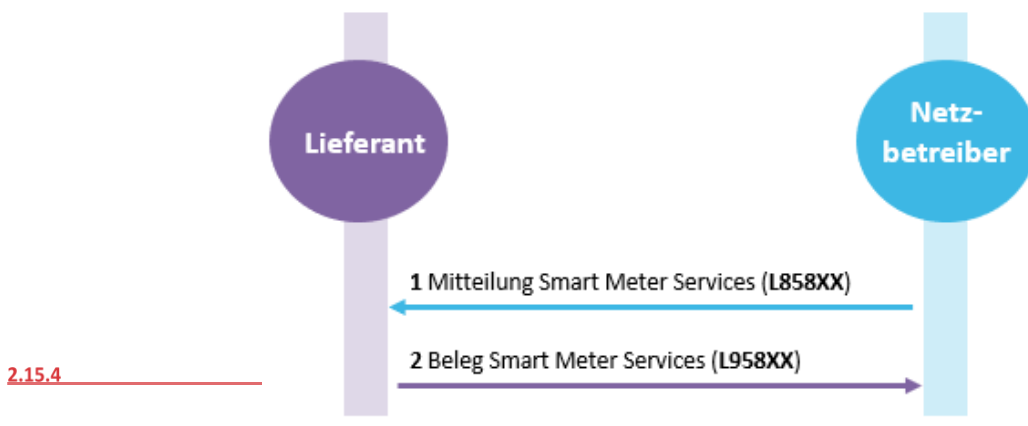 Lieferant
Netz-
betreiber
1 Mitteilung Smart Meter Services (L858XX)
2 Beleg Smart Meter Services (L958XX)
2.15.4